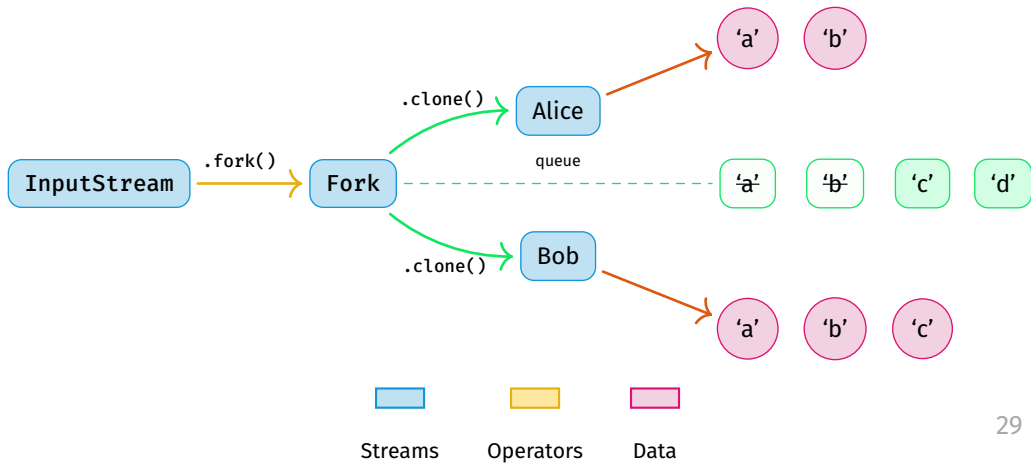 ‘a’ ‘b’
.clone()
Alice
.fork()
queue
InputStream
Fork
‘a’ ‘b’ ‘c’ ‘d’
.clone()
Bob
‘a’ ‘b’ ‘c’
Streams Operators Data
29